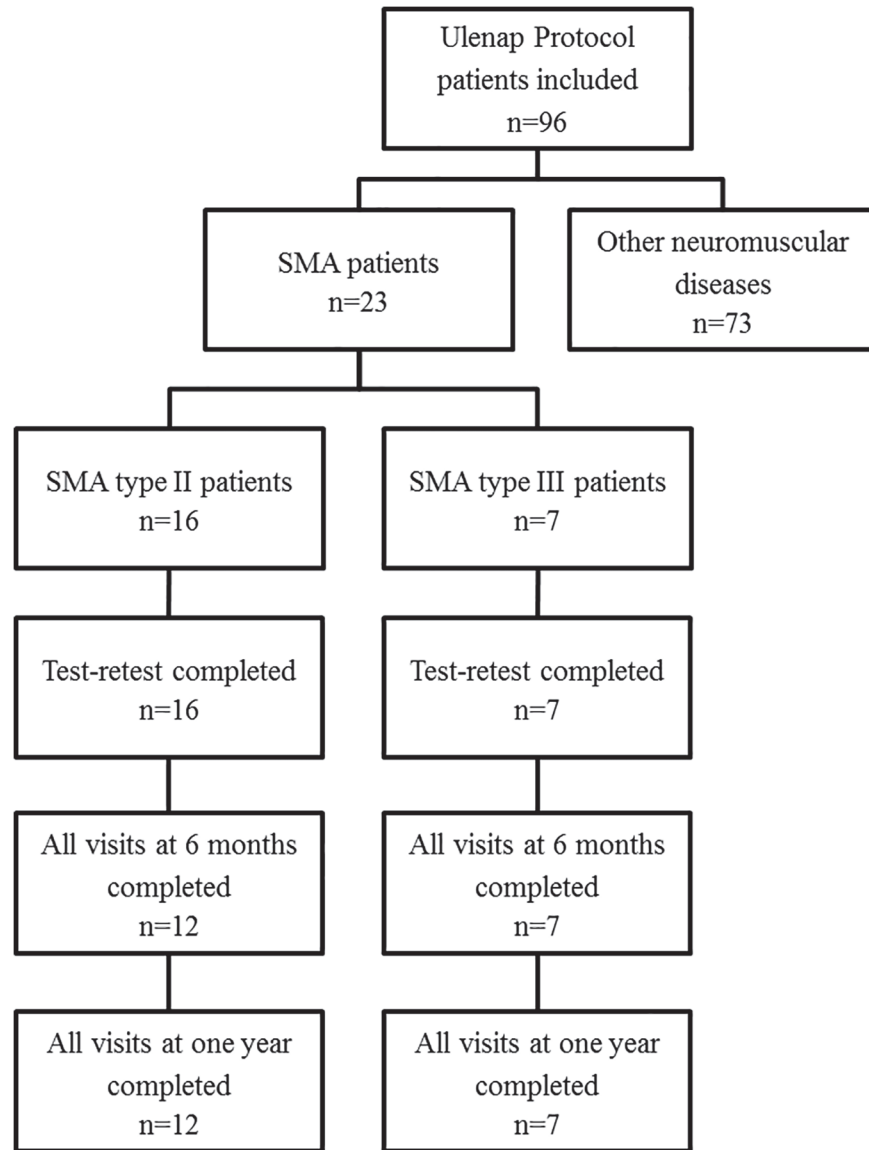 Ulenap Protocol
patients included
n=96
SMA patients
n=23
Other neuromuscular
diseases
n=73
SMA type II patients
n=16
SMA type III patients
n=7
Test-retest completed
n=16
Test-retest completed
n=7
All visits at 6 months
completed
n=12
All visits at 6 months
completed
n=7
All visits at one year
completed
n=12
All visits at one year
completed
n=7